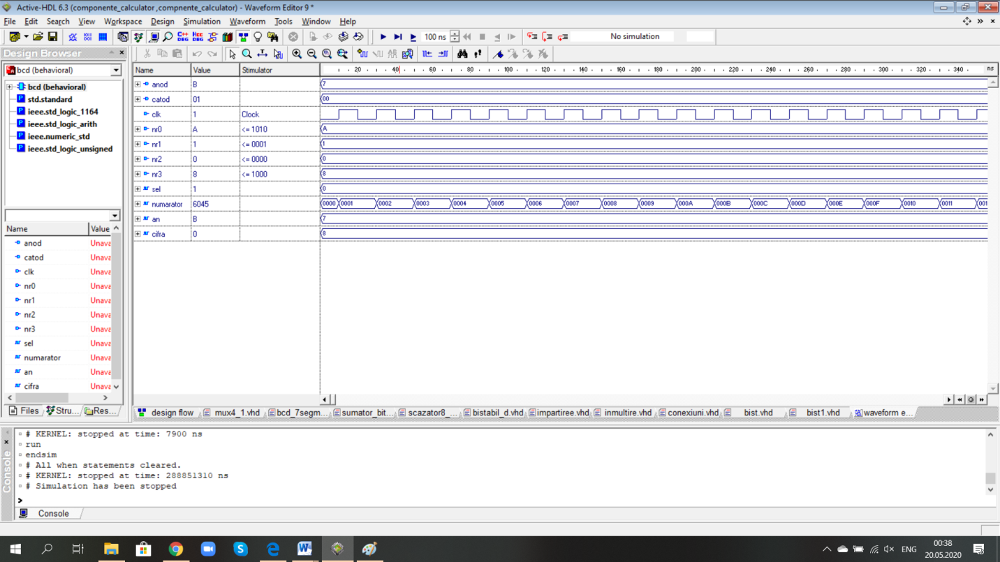 Active-HDL 6.3 (componente_calculator ,compnente_calculator) - Waveform Editor 9 *
File Edit Search View Workspace Design Simulation Waveform Tools Window Help
100 ns No simulation
Design Browser
bcd (behavioral)
bcd (behavioral)
std.standard
ieee.std_logic_1164
ieee.std_logic_arith
ieee.numeric_std
ieee.std_logic_unsigned
Name Value
anod Unava
catod Unava
clk Unava
nr0 Unava
nr1 Unava
nr2 Unava
nr3 Unava
sel Unava
numarator Unava
an Unava
cifra Unava
Files Stru... Res...
Name Value Stimulator 20 40 60 80 100 120 140 160 180 200 220 240 260 280 300 320 340 ns
anod B 7
catod 01 00
clk 1 Clock
nr0 A <= 1010 A
nr1 1 <= 0001 1
nr2 0 <= 0000 0
nr3 8 <= 1000 8
sel 1 0
numarator 6045 0000 0001 0002 0003 0004 0005 0006 0007 0008 0009 000A 000B 000C 000D 000E 000F 0010 0011 001
an B 7
cifra 0 8
design flow mux4_1.vhd bcd_7segm... sumator_bit... scazator8_... bistabil_d.vhd impartiree.vhd inmultire.vhd conexiuni.vhd bist.vhd bist1.vhd waveform e...
# KERNEL: stopped at time: 7900 ns
run
endsim
# All when statements cleared.
# KERNEL: stopped at time: 288851310 ns
# Simulation has been stopped
>
Console
Console
ENG 00:38
20.05.2020